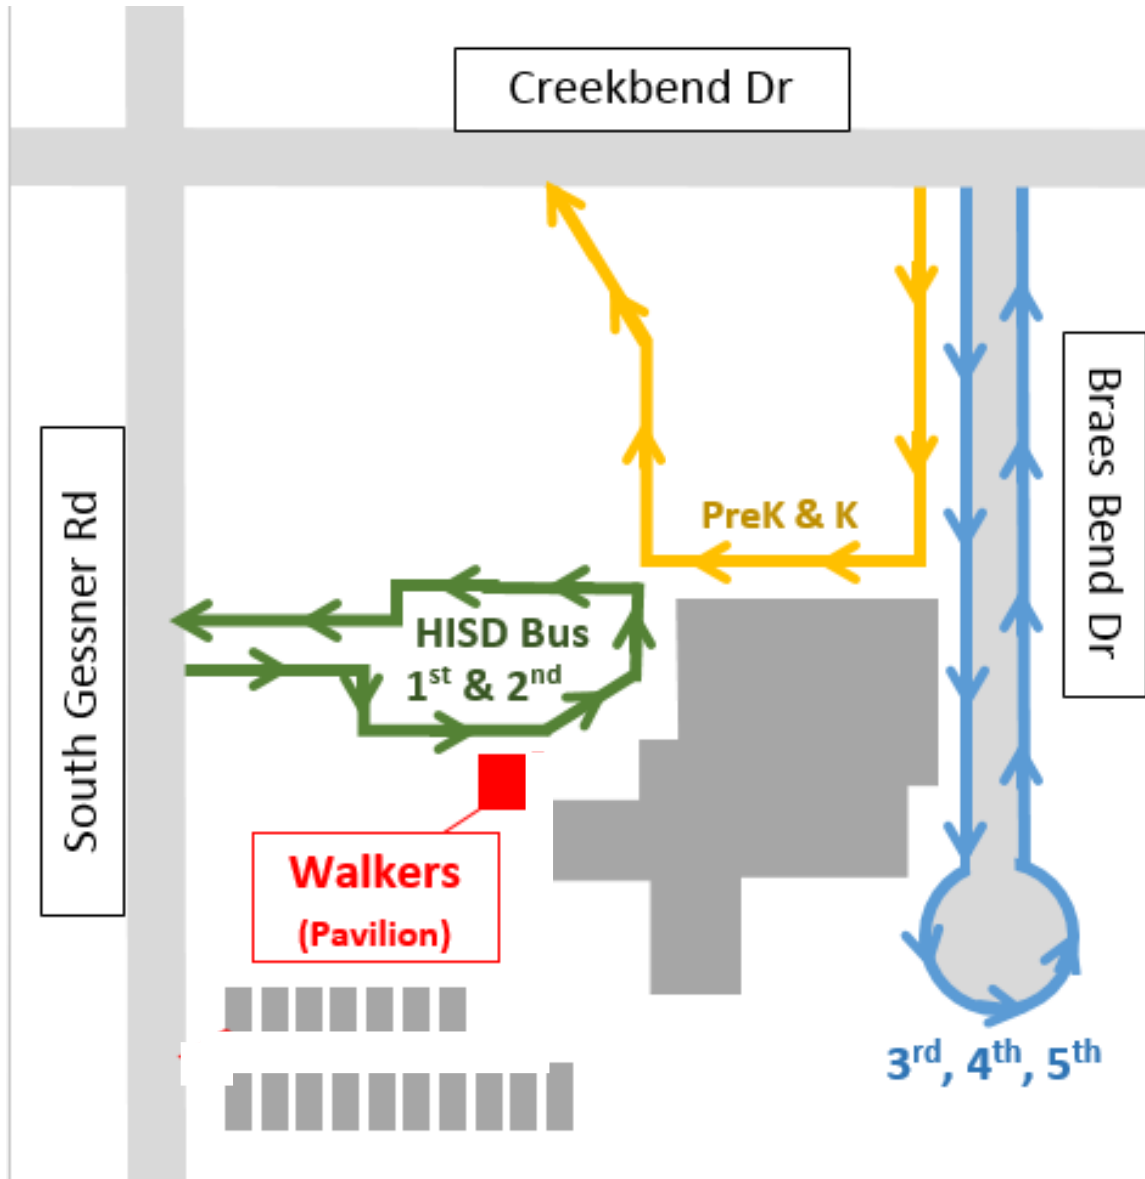 Creekbend Dr
Braes Bend Dr
PreK & K
South Gessner Rd
HISD Bus
1st & 2nd
Walkers
(Pavilion)
3rd, 4th, 5th